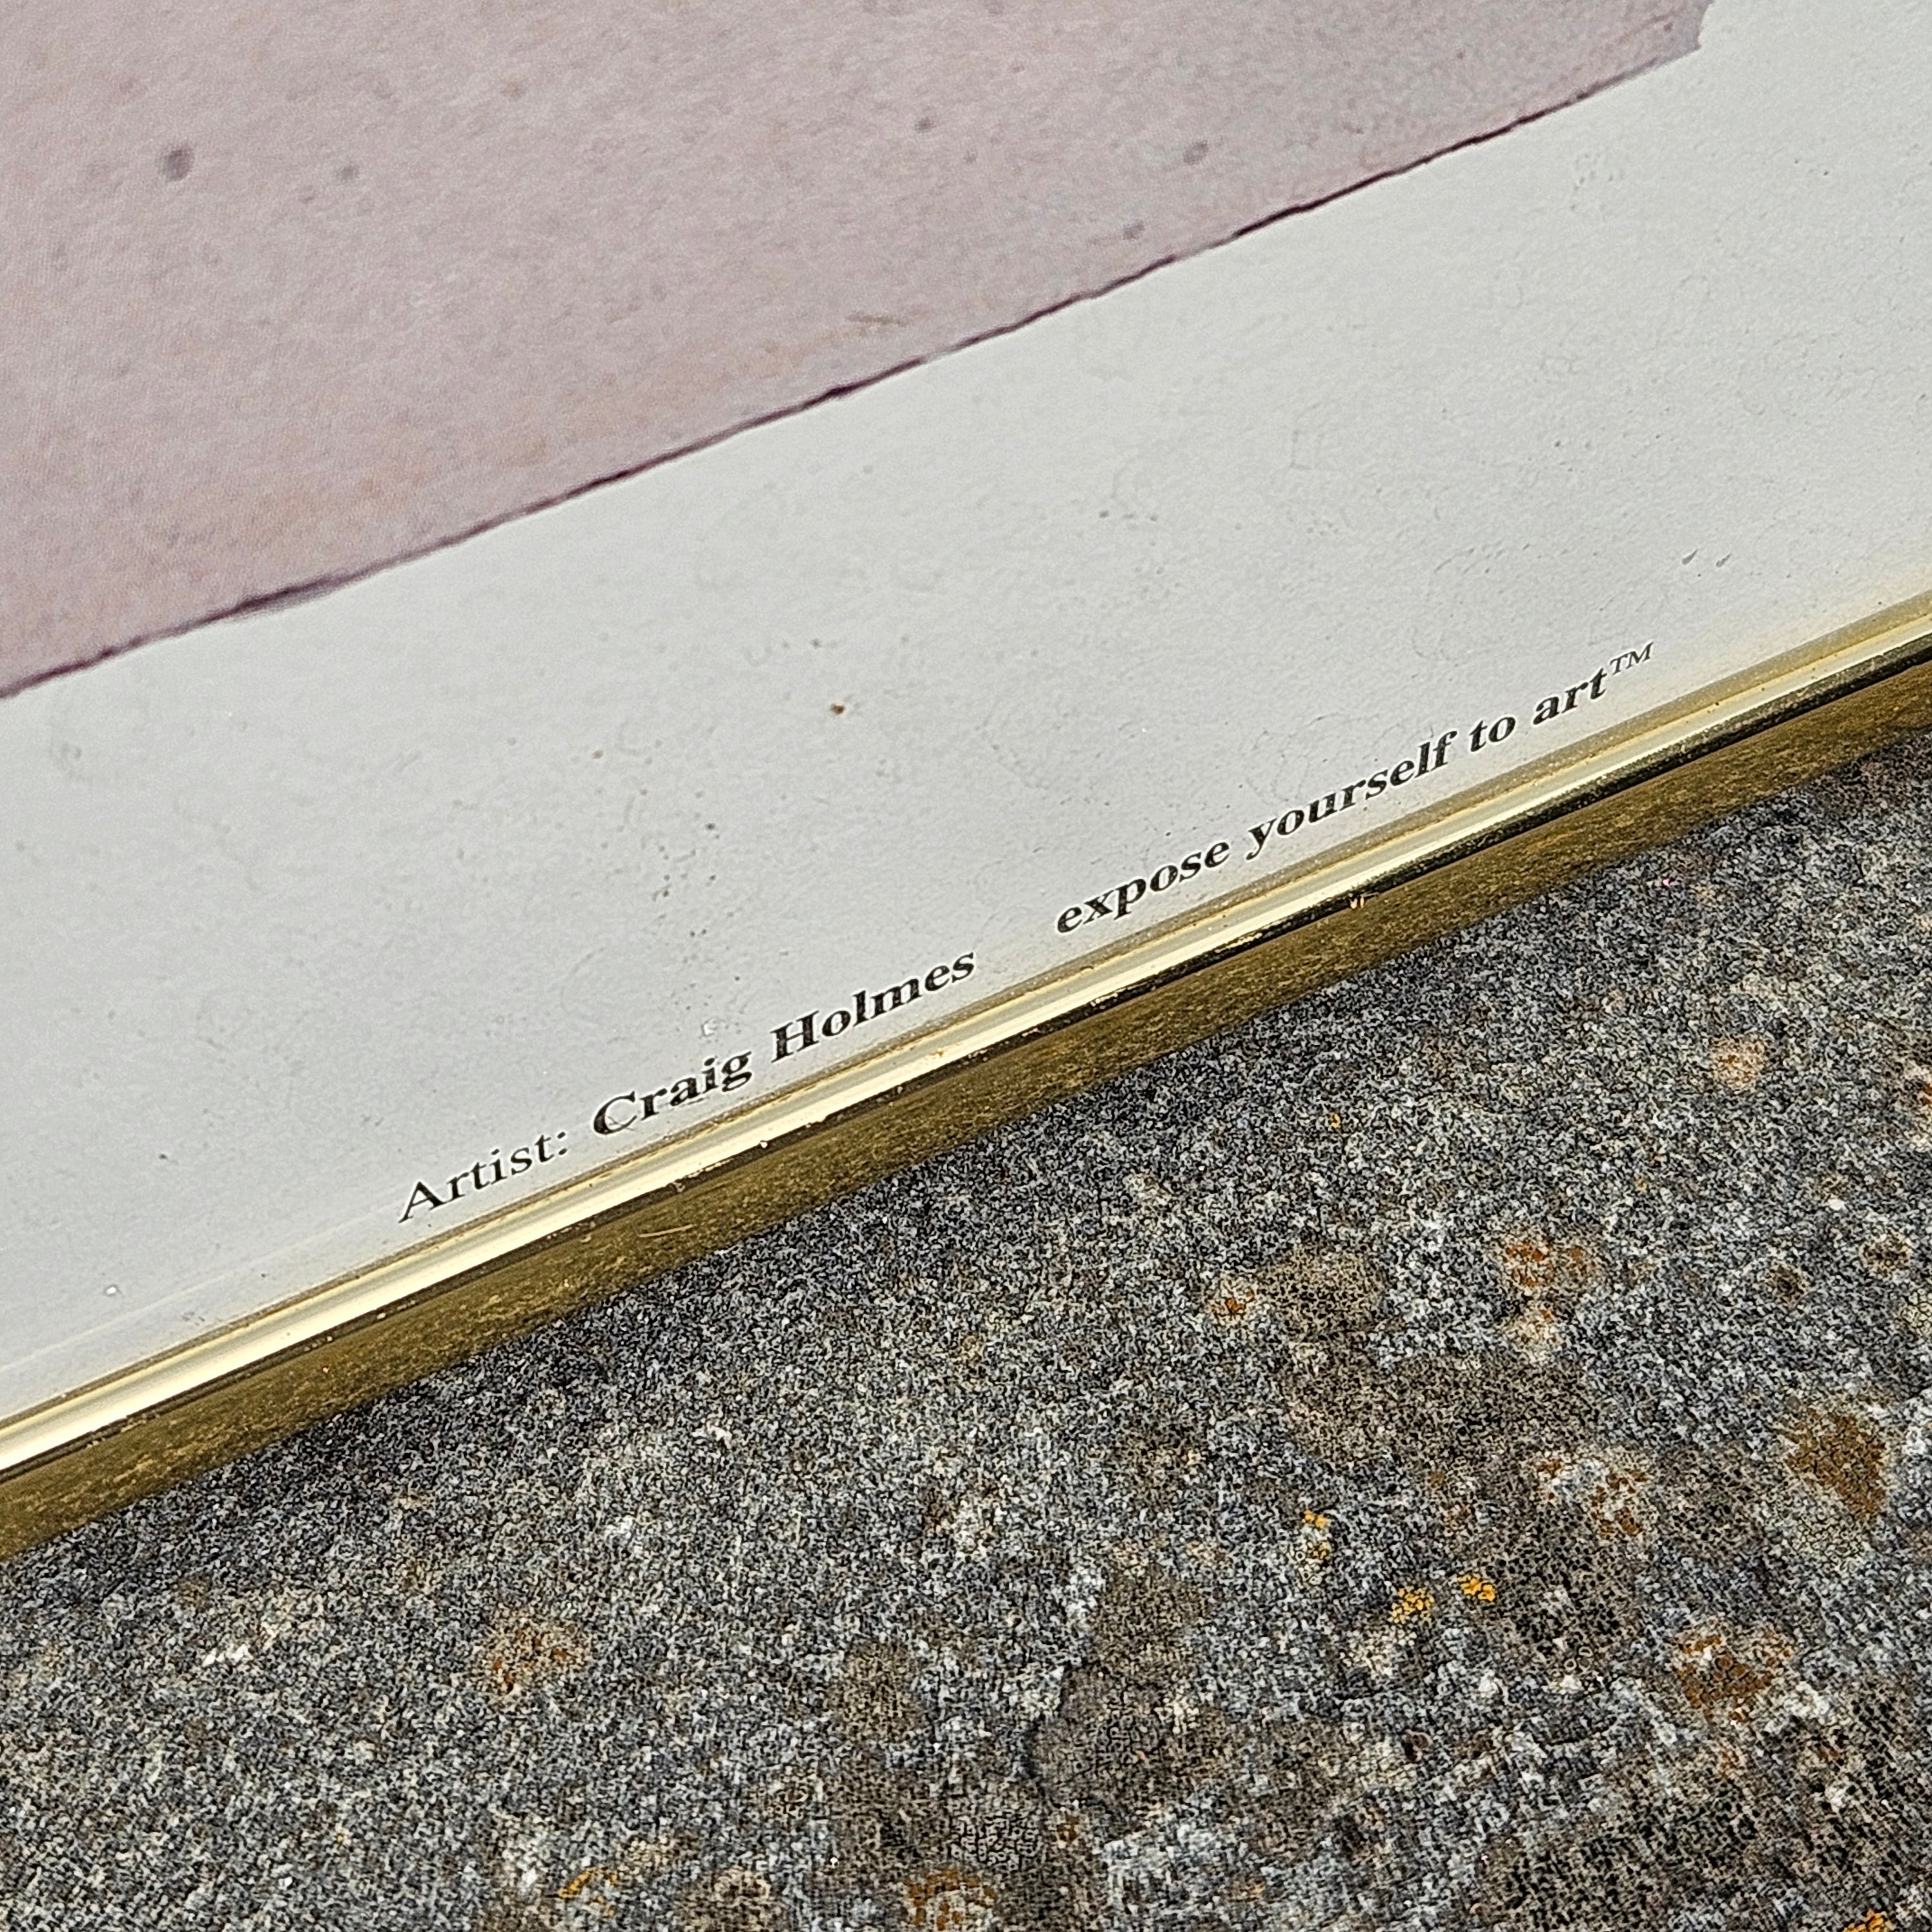 Artist: Craig Holmes expose yourself to art™